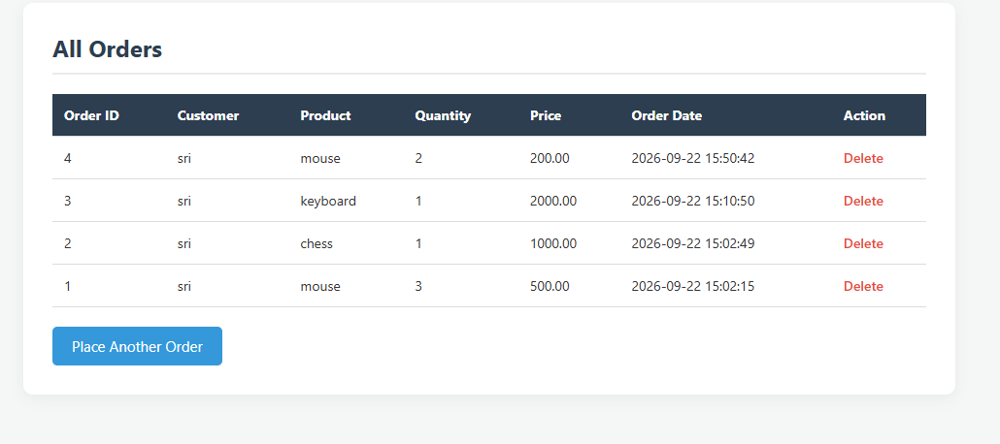 All Orders
Order ID Customer Product Quantity Price Order Date Action
4 sri mouse 2 200.00 2026-09-22 15:50:42 Delete
3 sri keyboard 1 2000.00 2026-09-22 15:10:50 Delete
2 sri chess 1 1000.00 2026-09-22 15:02:49 Delete
1 sri mouse 3 500.00 2026-09-22 15:02:15 Delete
Place Another Order